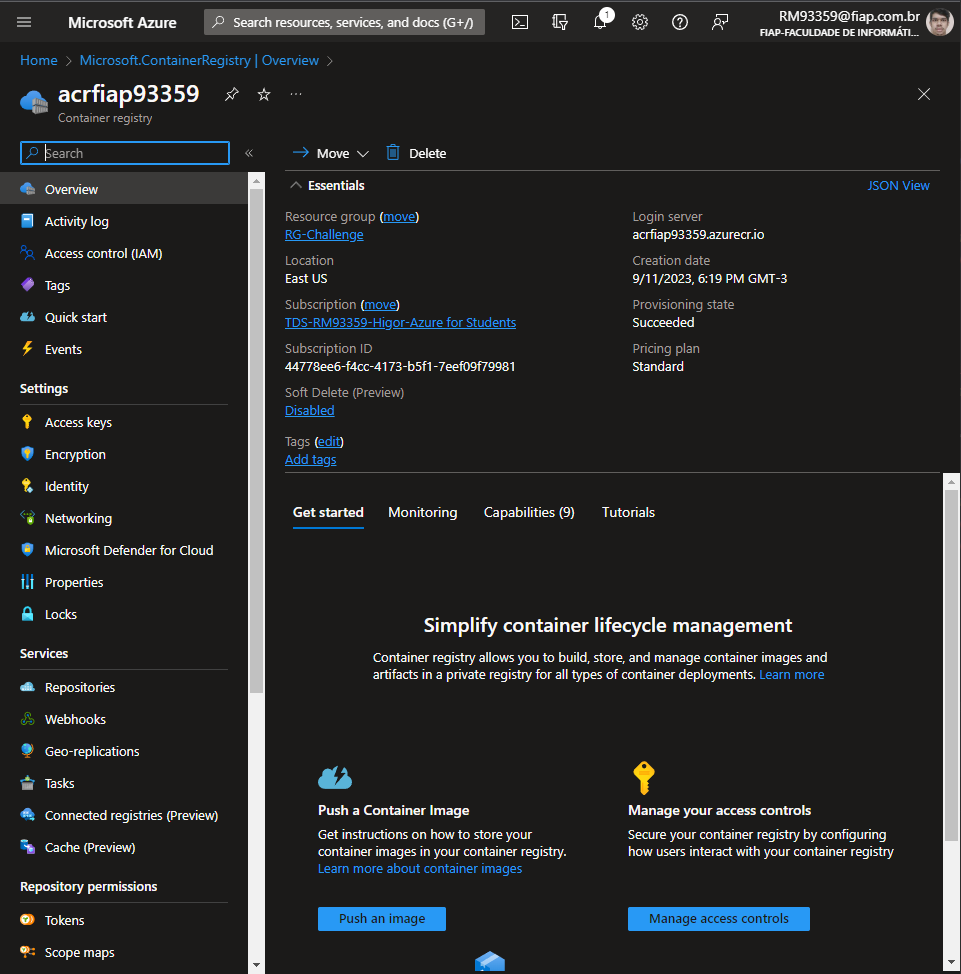 Microsoft Azure
Search resources, services, and docs (G+/)
1
RM93359@fiap.com.br
FIAP-FACULDADE DE INFORMÁTI...
Home > Microsoft.ContainerRegistry | Overview >
acrfiap93359
Container registry
Search
Overview
Activity log
Access control (IAM)
Tags
Quick start
Events
Settings
Access keys
Encryption
Identity
Networking
Microsoft Defender for Cloud
Properties
Locks
Services
Repositories
Webhooks
Geo-replications
Tasks
Connected registries (Preview)
Cache (Preview)
Repository permissions
Tokens
Scope maps
Move
Delete
Essentials
JSON View
Resource group (move)
RG-Challenge
Location
East US
Subscription (move)
TDS-RM93359-Higor-Azure for Students
Subscription ID
44778ee6-f4cc-4173-b5f1-7eef09f79981
Soft Delete (Preview)
Disabled
Tags (edit)
Add tags
Login server
acrfiap93359.azurecr.io
Creation date
9/11/2023, 6:19 PM GMT-3
Provisioning state
Succeeded
Pricing plan
Standard
Get started
Monitoring
Capabilities (9)
Tutorials
Simplify container lifecycle management
Container registry allows you to build, store, and manage container images and
artifacts in a private registry for all types of container deployments. Learn more
Push a Container Image
Get instructions on how to store your
container images in your container registry.
Learn more about container images
Push an image
Manage your access controls
Secure your container registry by configuring
how users interact with your container registry
Manage access controls